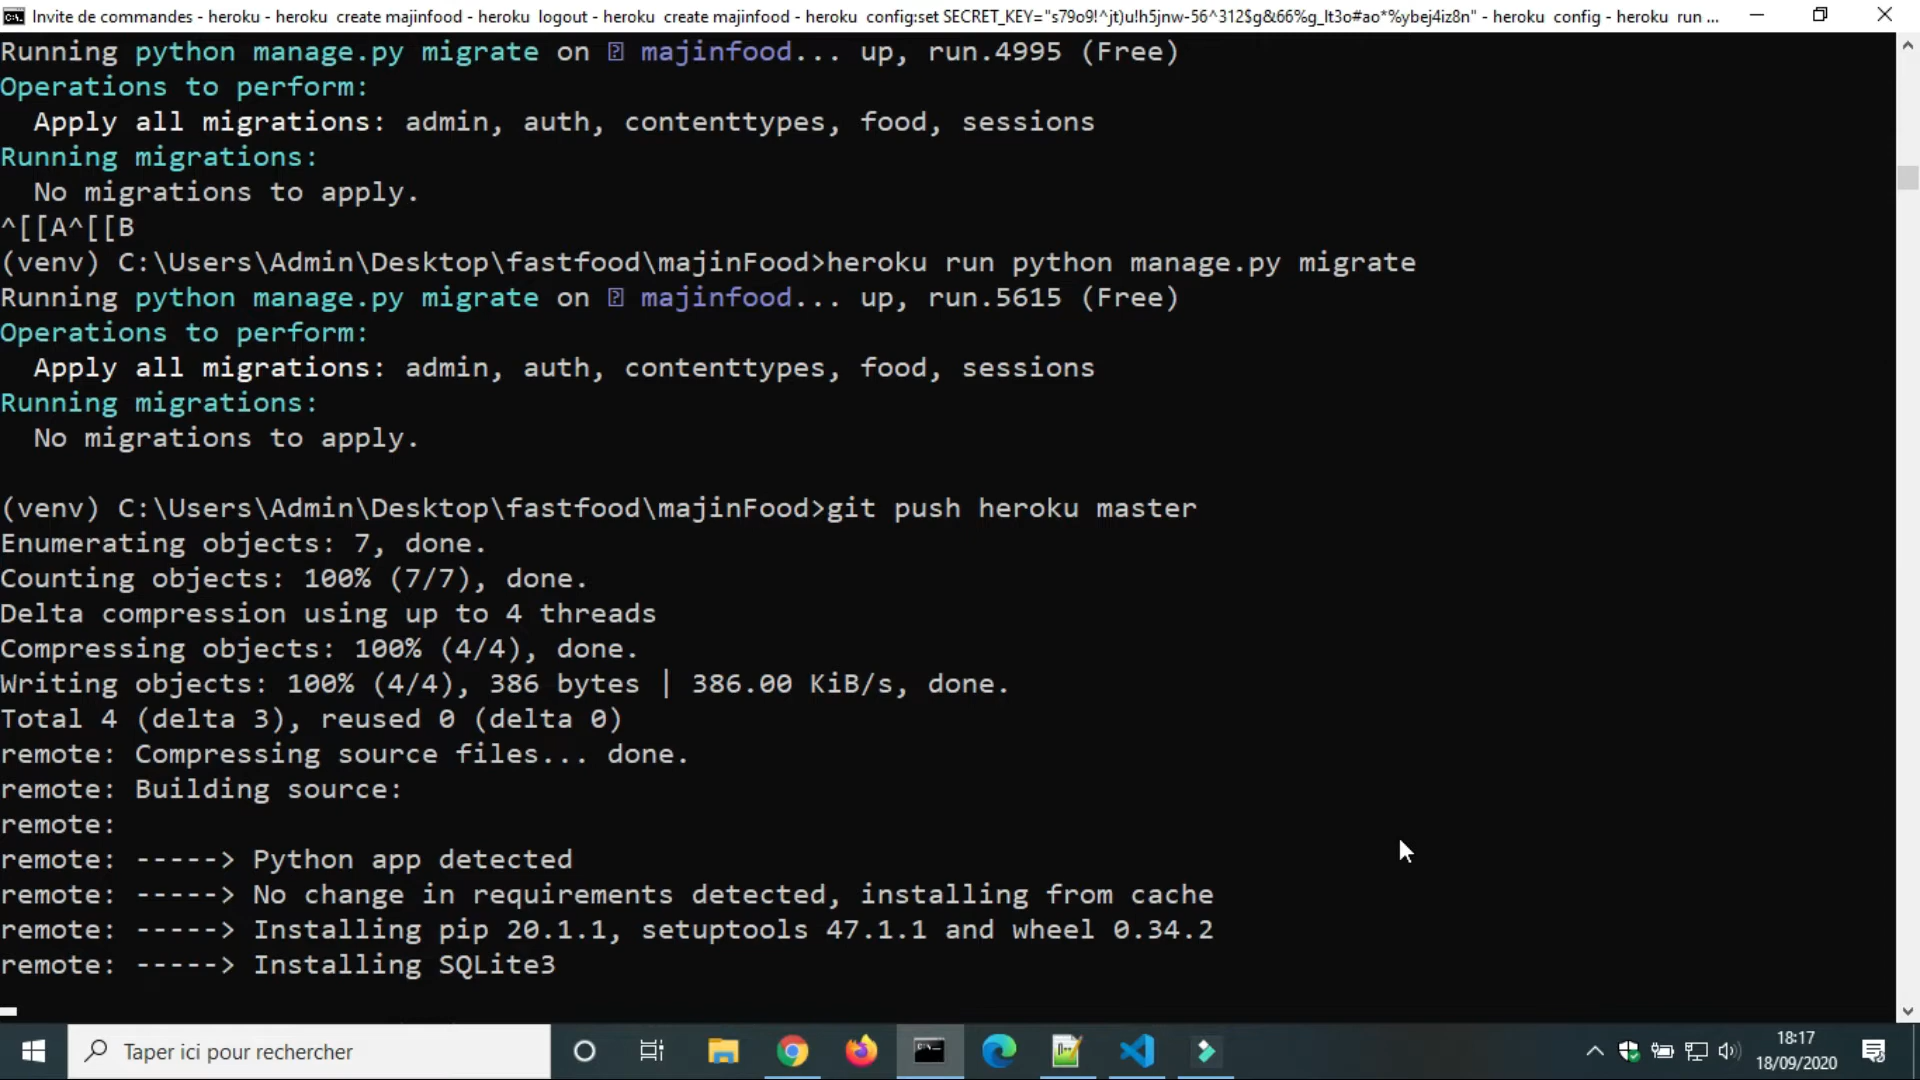 Invite de commandes - heroku - heroku create majinfood - heroku logout - heroku create majinfood - heroku config:set SECRET_KEY="s79o9!^jt)u!h5jnw-56^312$g&66%g_lt3o#ao*%ybej4iz8n" - heroku config - heroku run ...
Running python manage.py migrate on ⍰ majinfood... up, run.4995 (Free)
Operations to perform:
Apply all migrations: admin, auth, contenttypes, food, sessions
Running migrations:
No migrations to apply.
^[[A^[[B
(venv) C:\Users\Admin\Desktop\fastfood\majinFood>heroku run python manage.py migrate
Running python manage.py migrate on ⍰ majinfood... up, run.5615 (Free)
Operations to perform:
Apply all migrations: admin, auth, contenttypes, food, sessions
Running migrations:
No migrations to apply.
(venv) C:\Users\Admin\Desktop\fastfood\majinFood>git push heroku master
Enumerating objects: 7, done.
Counting objects: 100% (7/7), done.
Delta compression using up to 4 threads
Compressing objects: 100% (4/4), done.
Writing objects: 100% (4/4), 386 bytes | 386.00 KiB/s, done.
Total 4 (delta 3), reused 0 (delta 0)
remote: Compressing source files... done.
remote: Building source:
remote:
remote: -----> Python app detected
remote: -----> No change in requirements detected, installing from cache
remote: -----> Installing pip 20.1.1, setuptools 47.1.1 and wheel 0.34.2
remote: -----> Installing SQLite3
Taper ici pour rechercher
18:17
18/09/2020